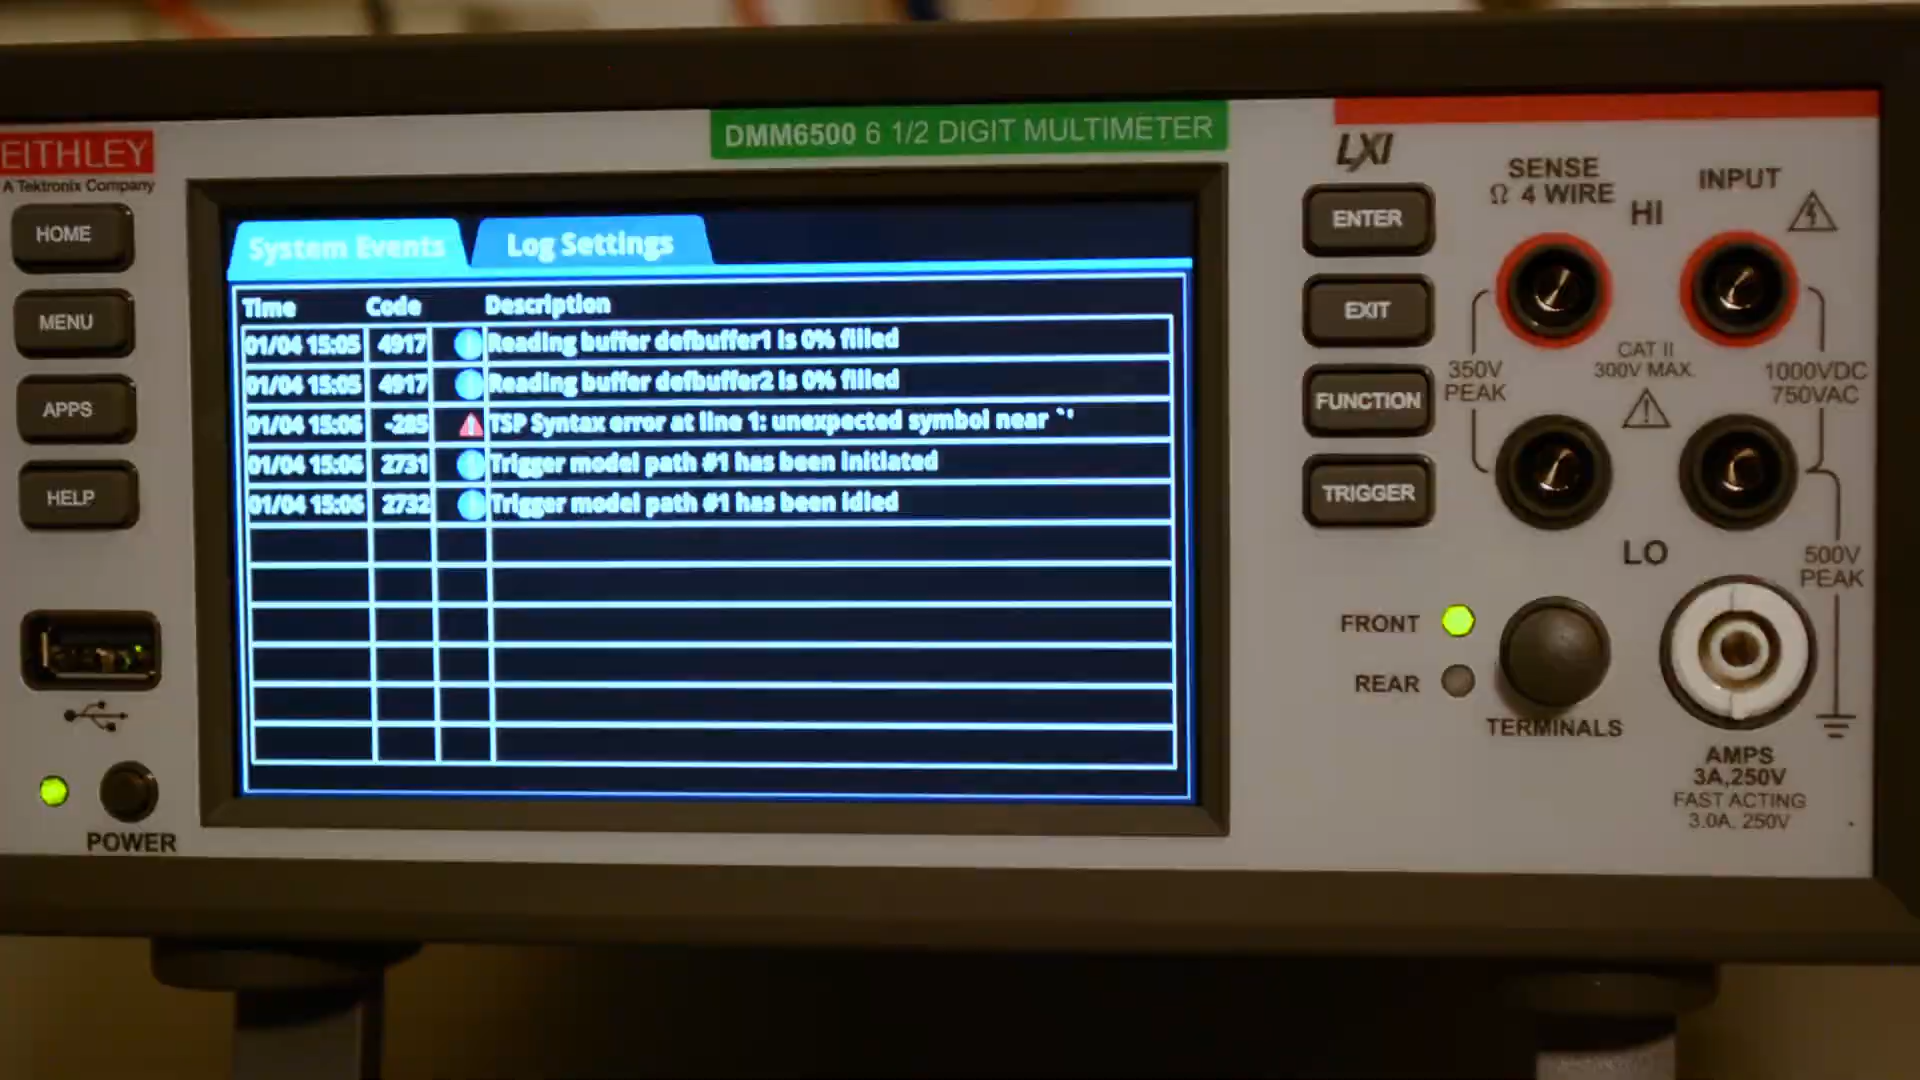 EITHLEY
A Tektronix Company
DMM6500 6 1/2 DIGIT MULTIMETER
LXI
HOME
MENU
APPS
HELP
POWER
System Events
Log Settings
Time Code Description
01/04 15:05 4917 Reading buffer defbuffer1 is 0% filled
01/04 15:05 4917 Reading buffer defbuffer2 is 0% filled
01/04 15:06 -285 TSP Syntax error at line 1: unexpected symbol near `'
01/04 15:06 2731 Trigger model path #1 has been initiated
01/04 15:06 2732 Trigger model path #1 has been idled
ENTER
EXIT
FUNCTION
TRIGGER
SENSE
Ω 4 WIRE
HI
INPUT
350V
PEAK
CAT II
300V MAX.
1000VDC
750VAC
LO
500V
PEAK
FRONT
REAR
TERMINALS
AMPS
3A,250V
FAST ACTING
3.0A, 250V